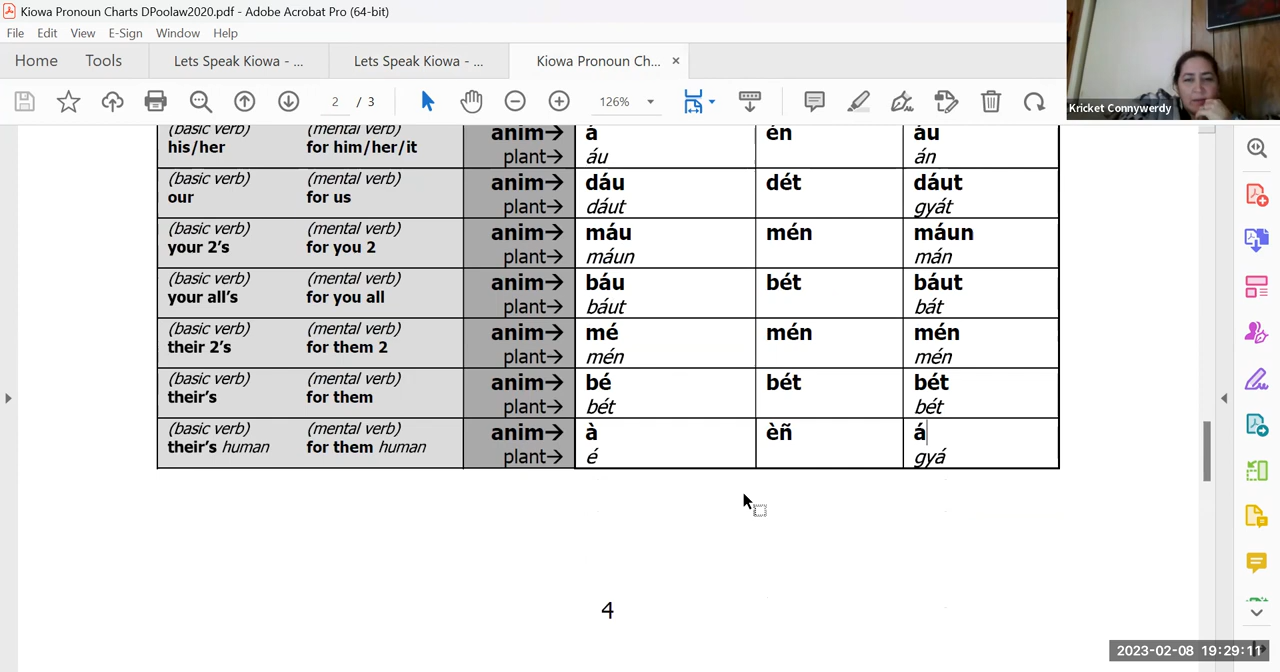 Kiowa Pronoun Charts DPoolaw2020.pdf - Adobe Acrobat Pro (64-bit)
File Edit View E-Sign Window Help
Home Tools Lets Speak Kiowa - ... Lets Speak Kiowa - ... Kiowa Pronoun Ch... ×
2 / 3 126%
Kricket Connywerdy
(basic verb) (mental verb) anim→ á én áu
his/her for him/her/it plant→ áu án
(basic verb) (mental verb) anim→ dáu dét dáut
our for us plant→ dáut gyát
(basic verb) (mental verb) anim→ máu mén máun
your 2’s for you 2 plant→ máun mán
(basic verb) (mental verb) anim→ báu bét báut
your all’s for you all plant→ báut bát
(basic verb) (mental verb) anim→ mé mén mén
their 2’s for them 2 plant→ mén mén
(basic verb) (mental verb) anim→ bé bét bét
their’s for them plant→ bét bét
(basic verb) (mental verb) anim→ à èñ á
their’s human for them human plant→ é gyá
4
2023-02-08 19:29:11